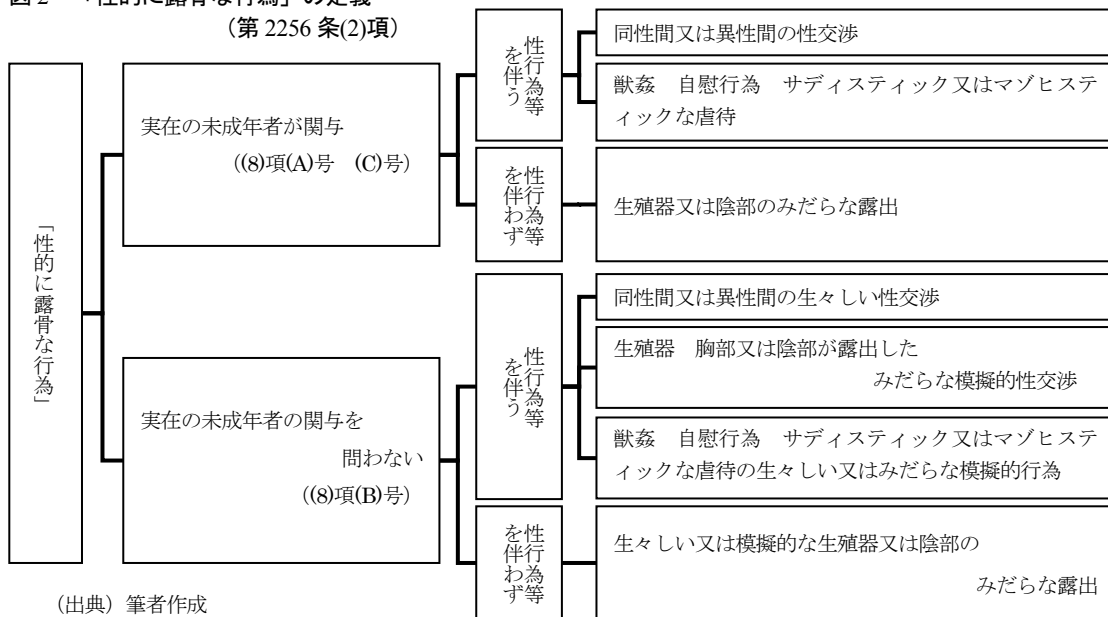 図2 「性的に露骨な行為」の定義
(第 2256 条(2)項)
「性的に露骨な行為」
実在の未成年者が関与
((8)項(A)号 (C)号)
性行為等
を伴う
同性間又は異性間の性交渉
獣姦 自慰行為 サディスティック又はマゾヒステ
ィックな虐待
性行為等
を伴わず
生殖器又は陰部のみだらな露出
実在の未成年者の関与を
問わない
((8)項(B)号)
性行為等
を伴う
同性間又は異性間の生々しい性交渉
生殖器 胸部又は陰部が露出した
みだらな模擬的性交渉
獣姦 自慰行為 サディスティック又はマゾヒステ
ィックな虐待の生々しい又はみだらな模擬的行為
性行為等
を伴わず
生々しい又は模擬的な生殖器又は陰部の
みだらな露出
(出典)筆者作成